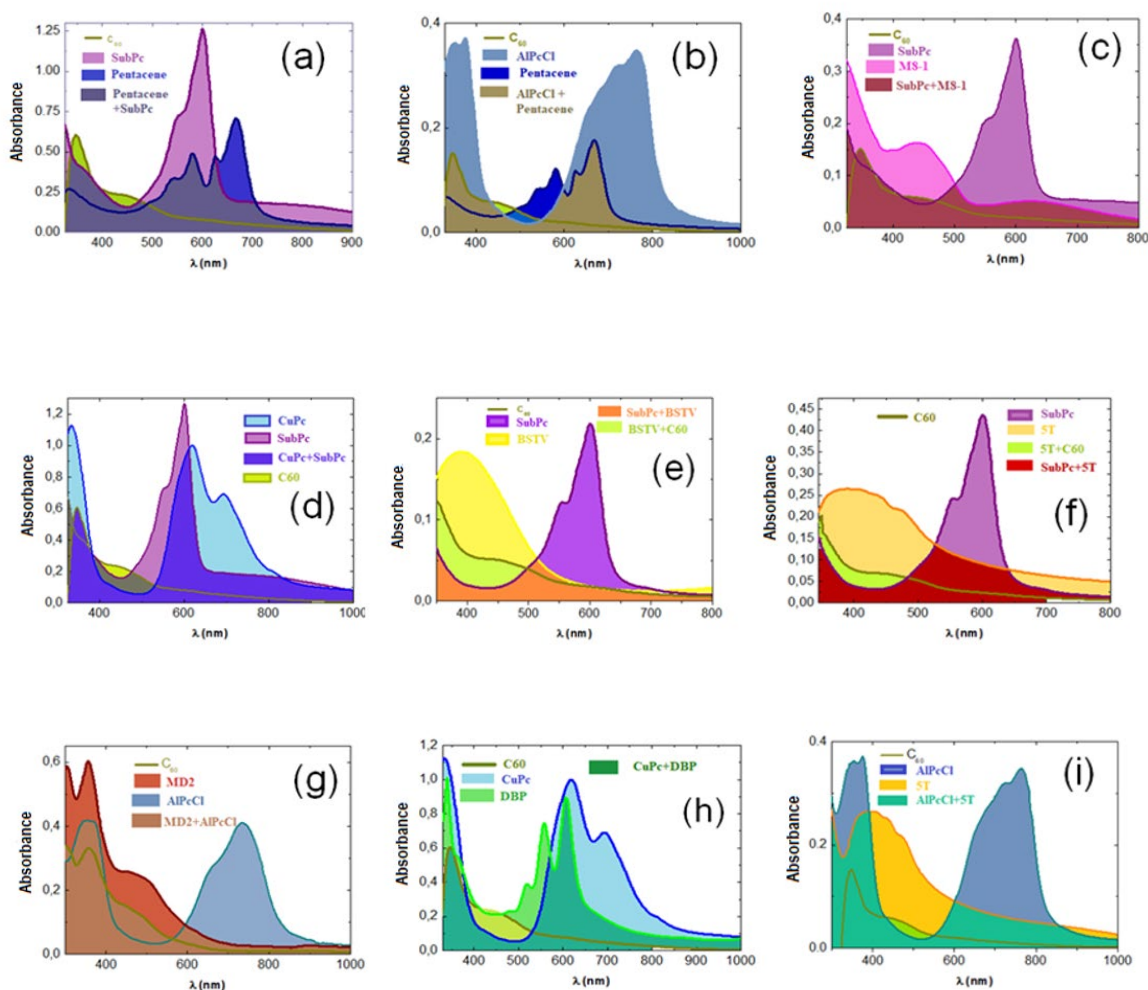 (a)
C60
SubPc
Pentacene
Pentacene
+SubPc
Absorbance
1.25
1.00
0.75
0.50
0.25
0.00
400 500 600 700 800 900
λ (nm)
(b)
C60
AlPcCl
Pentacene
AlPcCl +
Pentacene
Absorbance
0,4
0,2
0,0
400 600 800 1000
λ (nm)
(c)
C60
SubPc
M8-1
SubPc+M8-1
Absorbance
0,4
0,3
0,2
0,1
0,0
400 500 600 700 800
λ (nm)
(d)
CuPc
SubPc
CuPc+SubPc
C60
Absorbance
1,2
1,0
0,8
0,6
0,4
0,2
0,0
400 600 800 1000
λ (nm)
(e)
C60
SubPc
BSTV
SubPc+BSTV
BSTV+C60
Absorbance
0,2
0,1
0,0
400 500 600 700 800
λ (nm)
(f)
C60
SubPc
5T
5T+C60
SubPc+5T
Absorbance
0,45
0,40
0,35
0,30
0,25
0,20
0,15
0,10
0,05
0,00
400 500 600 700 800
λ (nm)
(g)
C60
MD2
AlPcCl
MD2+AlPcCl
Absorbance
0,6
0,4
0,2
0,0
400 600 800 1000
λ (nm)
(h)
C60
CuPc
DBP
CuPc+DBP
Absorbance
1,2
1,0
0,8
0,6
0,4
0,2
0,0
400 500 600 700 800 900 1000
λ (nm)
(i)
C60
AlPcCl
5T
AlPcCl+5T
Absorbance
0.4
0.2
0.0
400 600 800 1000
λ (nm)